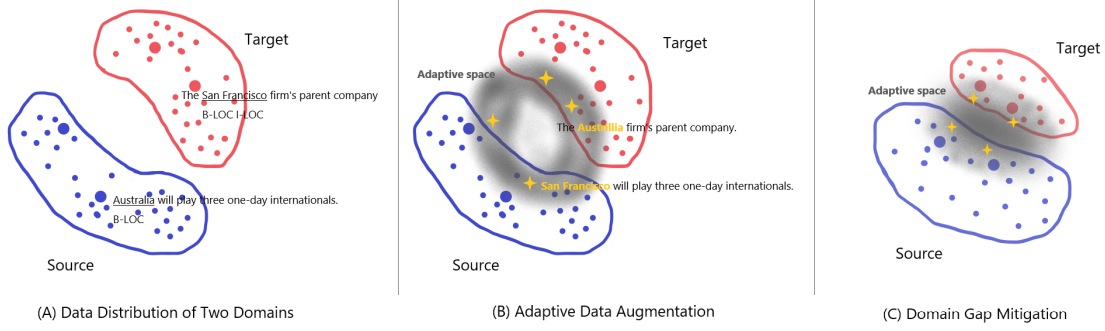 Target
The San Francisco firm's parent company
B-LOC I-LOC
Australia will play three one-day internationals.
B-LOC
Source
(A) Data Distribution of Two Domains
Target
Adaptive space
The Austrilia firm's parent company.
San Francisco will play three one-day internationals.
Source
(B) Adaptive Data Augmentation
Target
Adaptive space
Source
(C) Domain Gap Mitigation